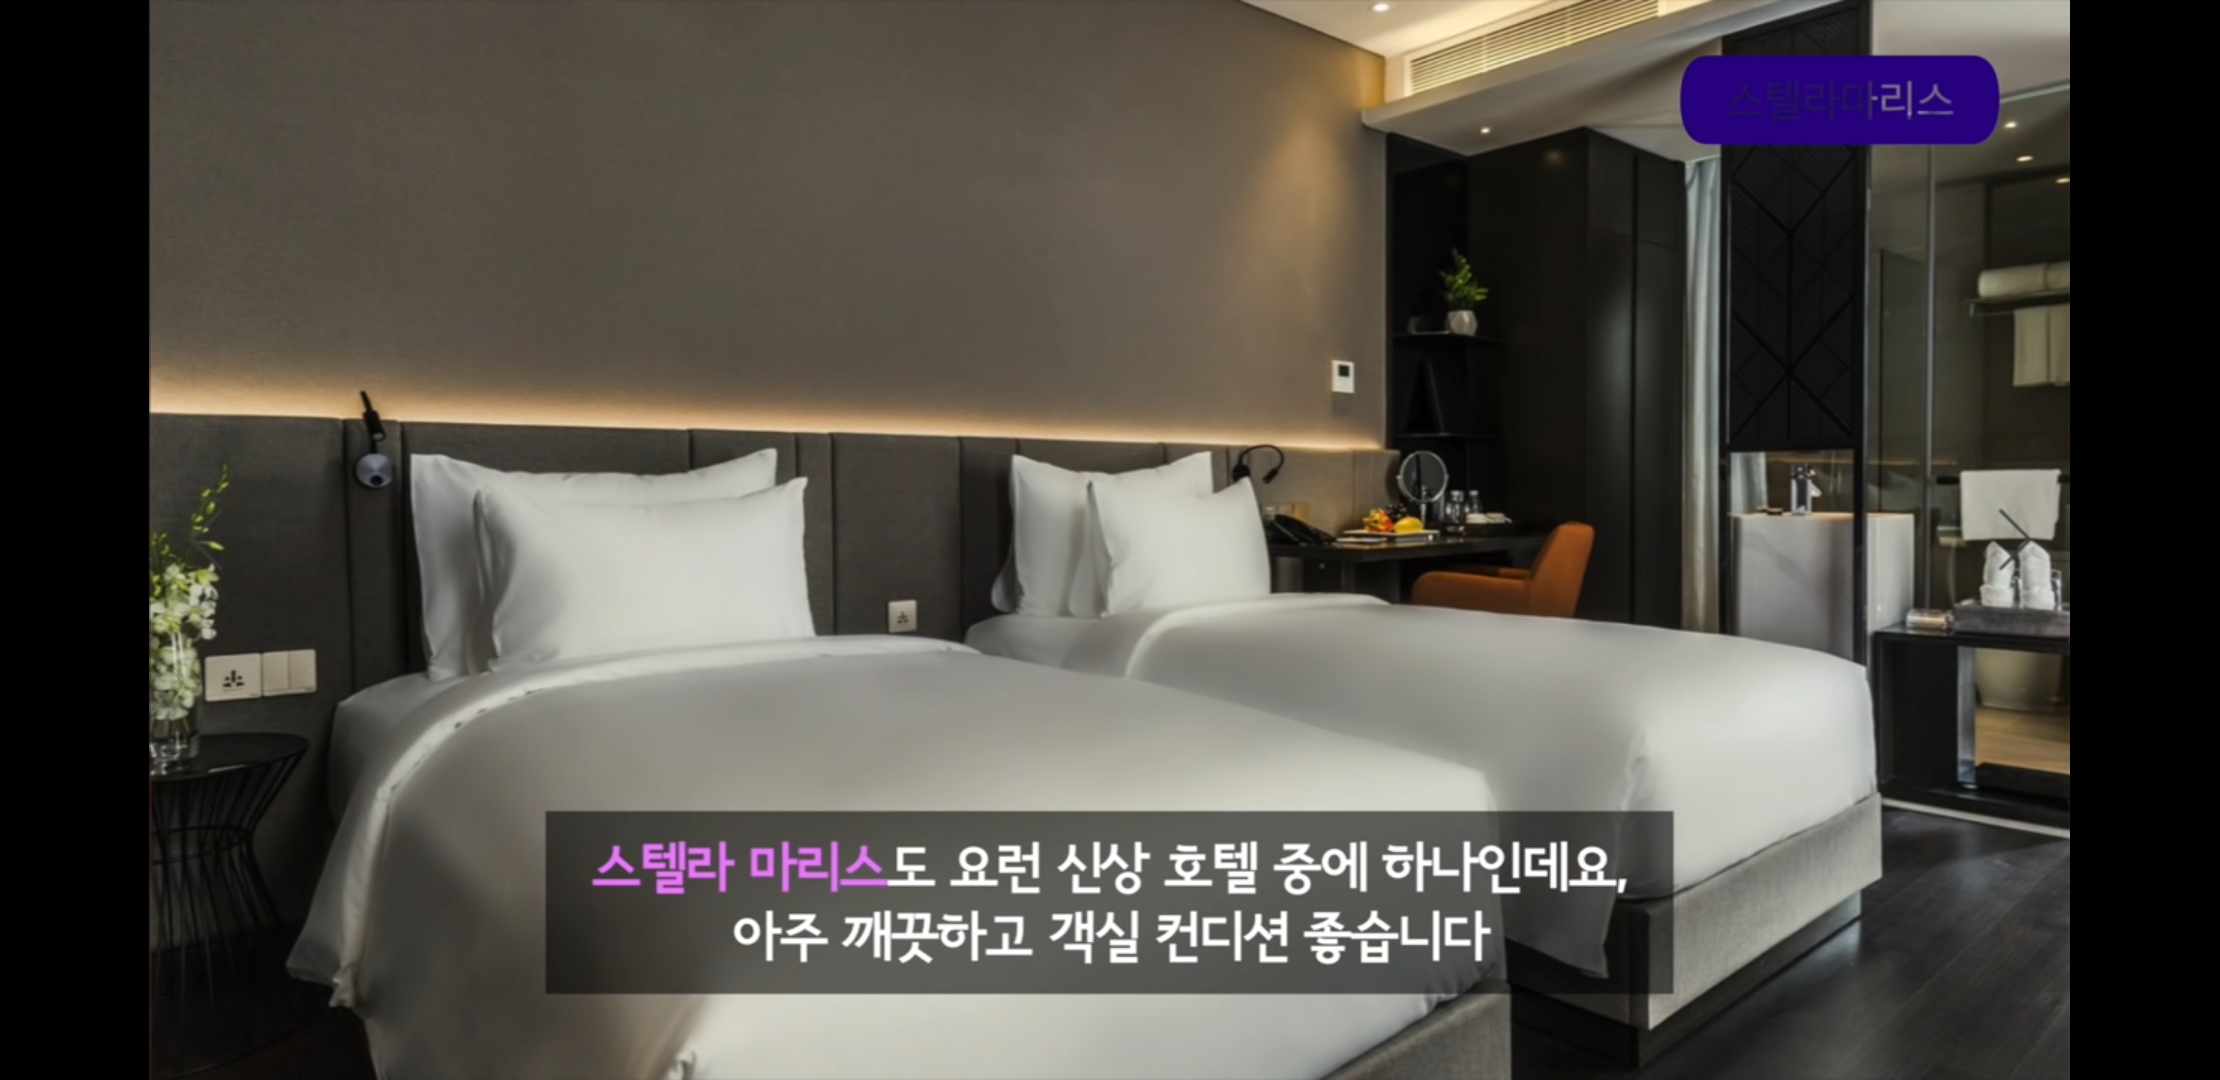 스텔라마리스
스텔라 마리스도 요런 신상 호텔 중에 하나인데요,
아주 깨끗하고 객실 컨디션 좋습니다